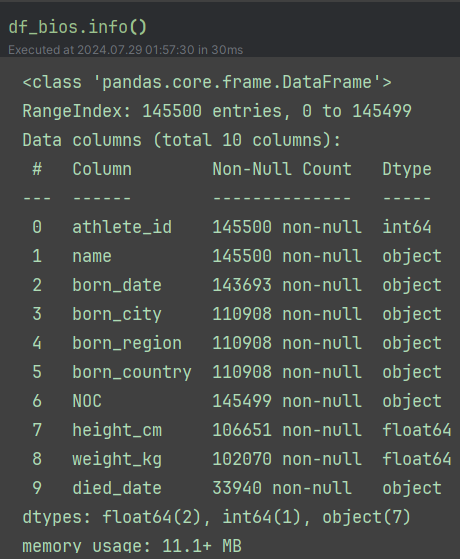 df_bios.info()
Executed at 2024.07.29 01:57:30 in 30ms
<class 'pandas.core.frame.DataFrame'>
RangeIndex: 145500 entries, 0 to 145499
Data columns (total 10 columns):
 #   Column        Non-Null Count   Dtype
---  ------        --------------   -----
 0   athlete_id    145500 non-null  int64
 1   name          145500 non-null  object
 2   born_date     143693 non-null  object
 3   born_city     110908 non-null  object
 4   born_region   110908 non-null  object
 5   born_country  110908 non-null  object
 6   NOC           145499 non-null  object
 7   height_cm     106651 non-null  float64
 8   weight_kg     102070 non-null  float64
 9   died_date     33940 non-null   object
dtypes: float64(2), int64(1), object(7)
memory usage: 11.1+ MB